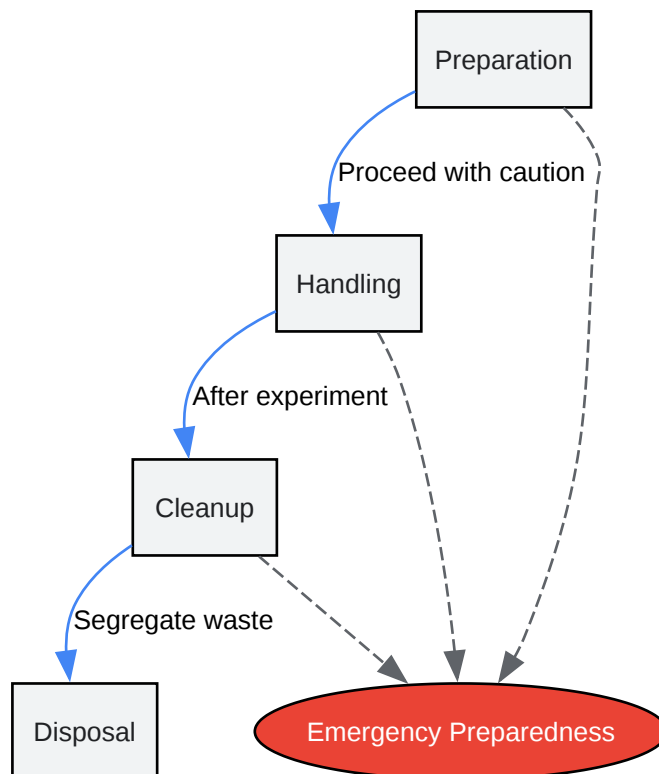 Preparation
Proceed with caution
Handling
After experiment
Cleanup
Segregate waste
Disposal
Emergency Preparedness